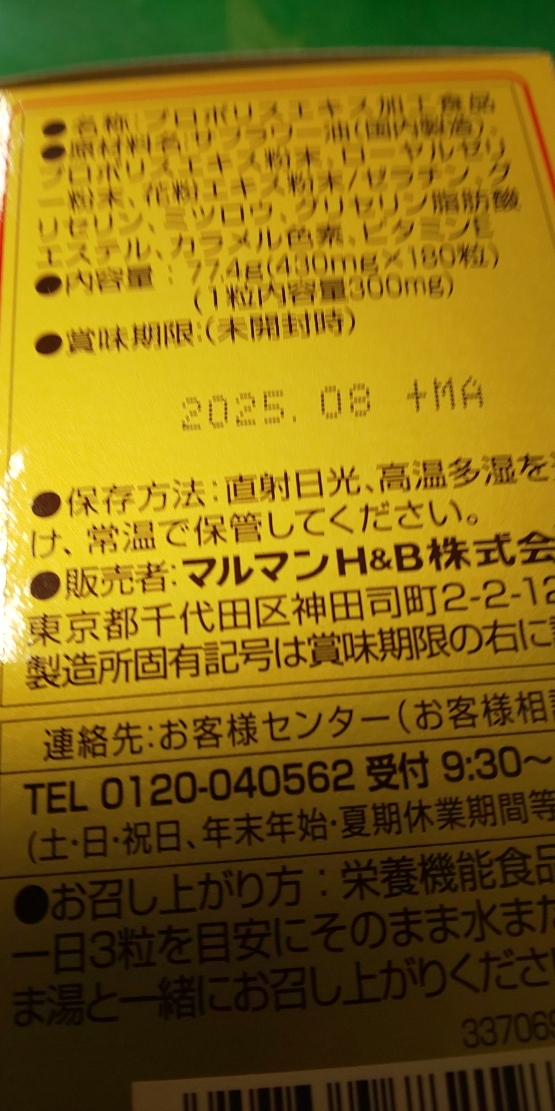 ●名称：プロポリスエキス加工食品
●原材料名：サフラワー油(国内製造)、
プロポリスエキス粉末、ローヤルゼリ
ー粉末、花粉エキス粉末/ゼラチン、グ
リセリン、ミツロウ、グリセリン脂肪酸
エステル、カラメル色素、ビタミンE
●内容量：77.4g(430mg×180粒)
(1粒内容量300mg)
●賞味期限:(未開封時)
2025. 08 +MA
●保存方法：直射日光、高温多湿を
け、常温で保管してください。
●販売者:マルマンH&B株式会
東京都千代田区神田司町2-2-12
製造所固有記号は賞味期限の右に
連絡先：お客様センター(お客様相
TEL 0120-040562 受付 9:30~
(土・日・祝日、年末年始・夏期休業期間等
●お召し上がり方：栄養機能食品
一日3粒を目安にそのまま水また
ま湯と一緒にお召し上がりくださ
33706